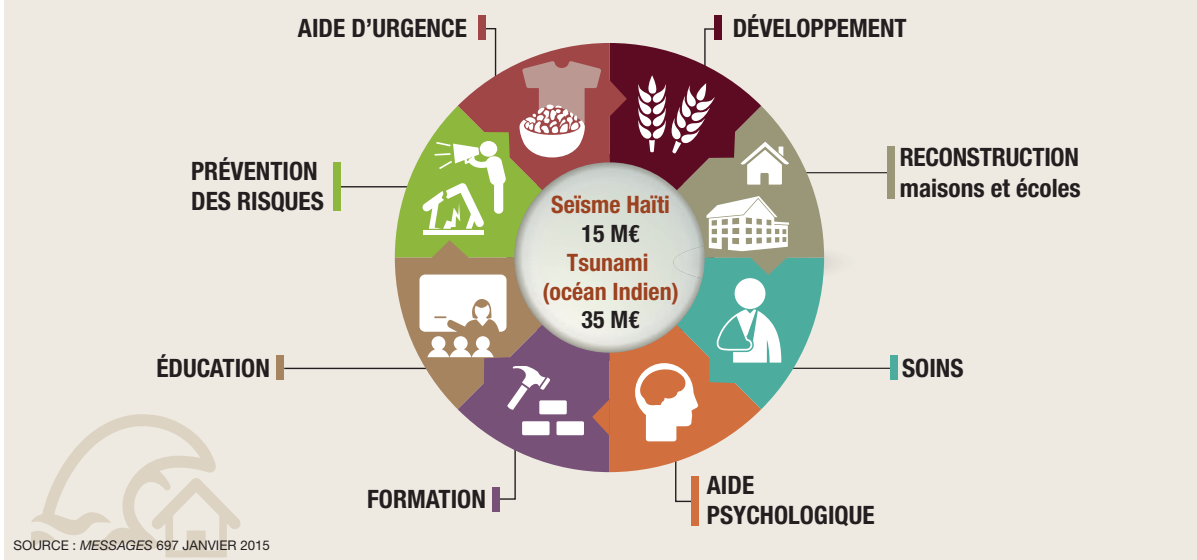 AIDE D'URGENCE
DÉVELOPPEMENT
PRÉVENTION
DES RISQUES
RECONSTRUCTION
maisons et écoles
Seïsme Haïti
15 M€
Tsunami
(océan Indien)
35 M€
ÉDUCATION
SOINS
FORMATION
AIDE
PSYCHOLOGIQUE
SOURCE : MESSAGES 697 JANVIER 2015